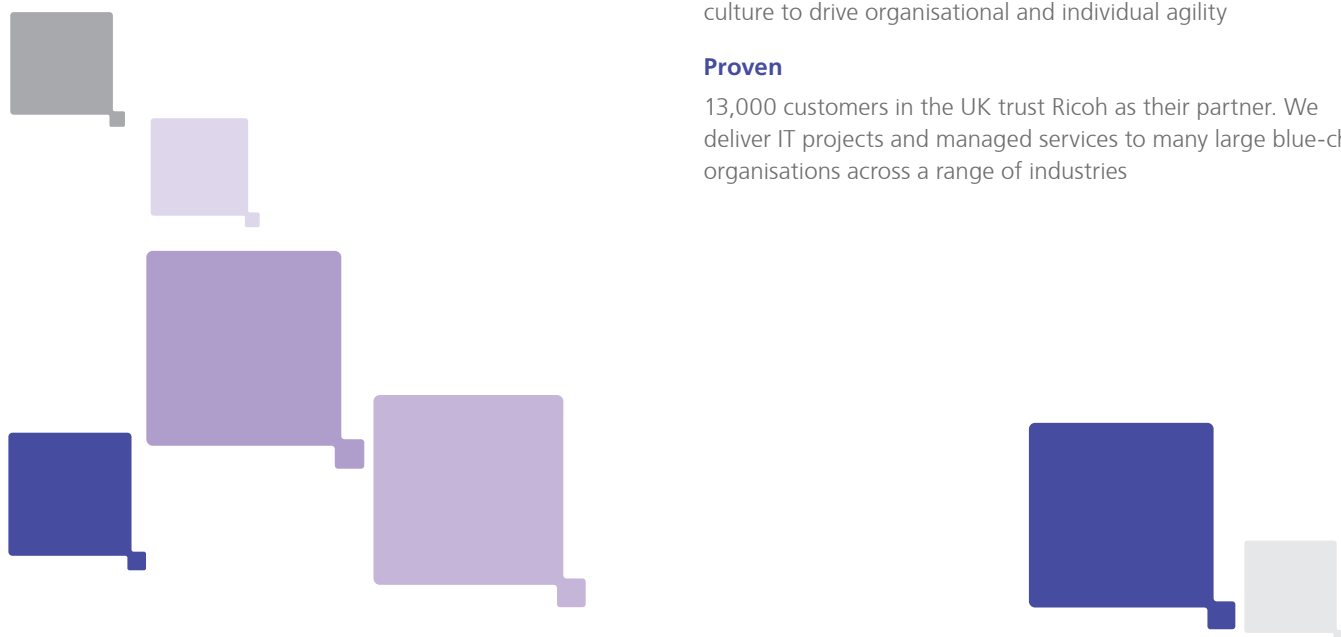 culture to drive organisational and individual agility
Proven
13,000 customers in the UK trust Ricoh as their partner. We
deliver IT projects and managed services to many large
organisations across a range of industries